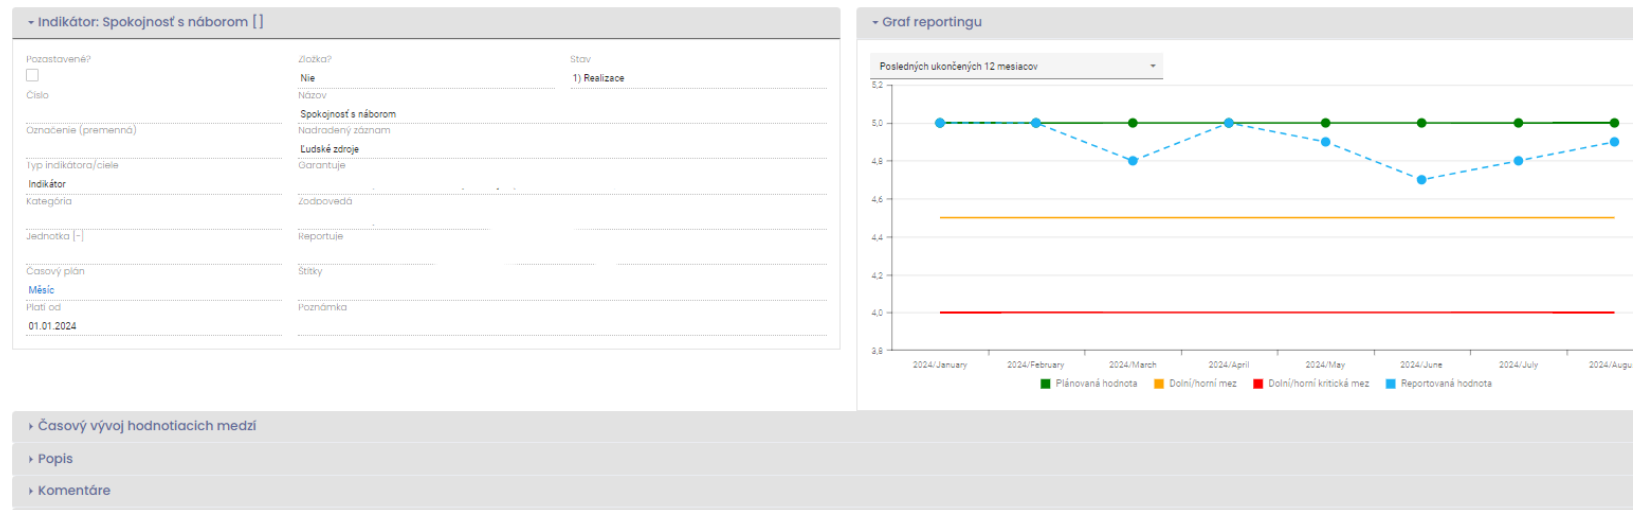 Indikátor: Spokojnosť s náborom []
Pozastavené?
Zložka?
Stav
Nie
1) Realizace
Číslo
Názov
Spokojnosť s náborom
Označenie (premenná)
Nadradený záznam
Ľudské zdroje
Typ indikátora/ciele
Garantuje
Indikátor
Kategória
Zodpovedá
Jednotka [-]
Reportuje
Časový plán
Štítky
Měsíc
Platí od
Poznámka
01.01.2024
Graf reportingu
Posledných ukončených 12 mesiacov
5,2
5,0
4,8
4,6
4,4
4,2
4,0
3,8
2024/January 2024/February 2024/March 2024/April 2024/May 2024/June 2024/July 2024/Augu
Plánovaná hodnota Dolní/horní mez Dolní/horní kritická mez Reportovaná hodnota
Časový vývoj hodnotiacich medzí
Popis
Komentáre